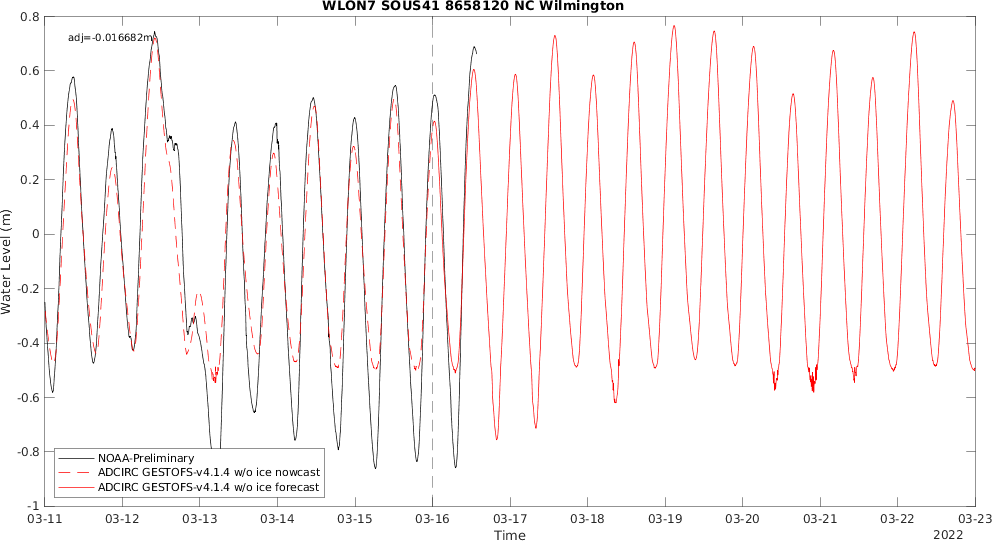 WLON7 SOUS41 8658120 NC Wilmington
adj=-0.016682m
0.8
0.6
0.4
0.2
0
-0.2
-0.4
-0.6
-0.8
-1
Water Level (m)
NOAA-Preliminary
ADCIRC GESTOFS-v4.1.4 w/o ice nowcast
ADCIRC GESTOFS-v4.1.4 w/o ice forecast
03-11 03-12 03-13 03-14 03-15 03-16 03-17 03-18 03-19 03-20 03-21 03-22 03-23
Time
2022